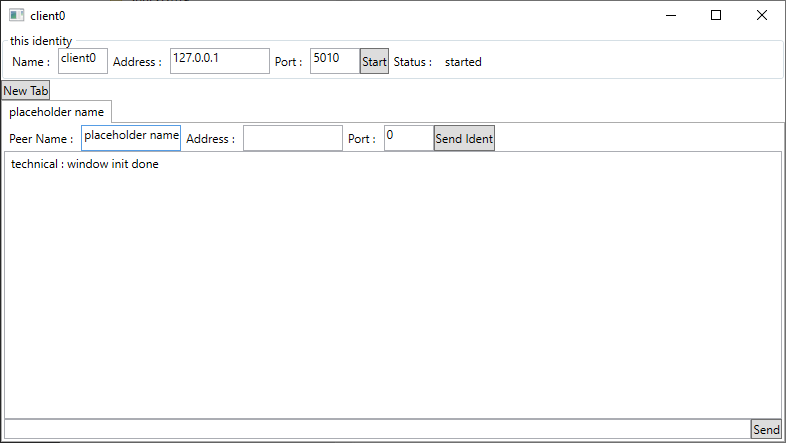 client0
this identity
Name : client0 Address : 127.0.0.1 Port : 5010 Start Status : started
New Tab
placeholder name
Peer Name : placeholder name Address : Port : 0 Send Ident
technical : window init done
Send